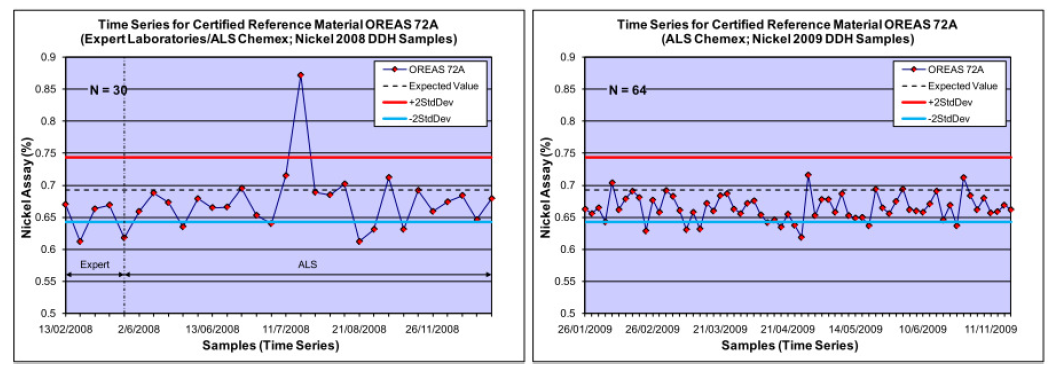 Time Series for Certified Reference Material OREAS 72A
(Expert Laboratories/ALS Chemex; Nickel 2008 DDH Samples)
Nickel Assay (%)
0.9
0.85
0.8
0.75
0.7
0.65
0.6
0.55
0.5
N = 30
OREAS 72A
Expected Value
+2StdDev
-2StdDev
Expert
ALS
13/02/2008 2/6/2008 13/06/2008 11/7/2008 21/08/2008 26/11/2008
Samples (Time Series)
Time Series for Certified Reference Material OREAS 72A
(ALS Chemex; Nickel 2009 DDH Samples)
Nickel Assay (%)
0.9
0.85
0.8
0.75
0.7
0.65
0.6
0.55
0.5
N = 64
OREAS 72A
Expected Value
+2StdDev
-2StdDev
26/01/2009 26/02/2009 21/03/2009 21/04/2009 14/05/2009 10/6/2009 11/11/2009
Samples (Time Series)